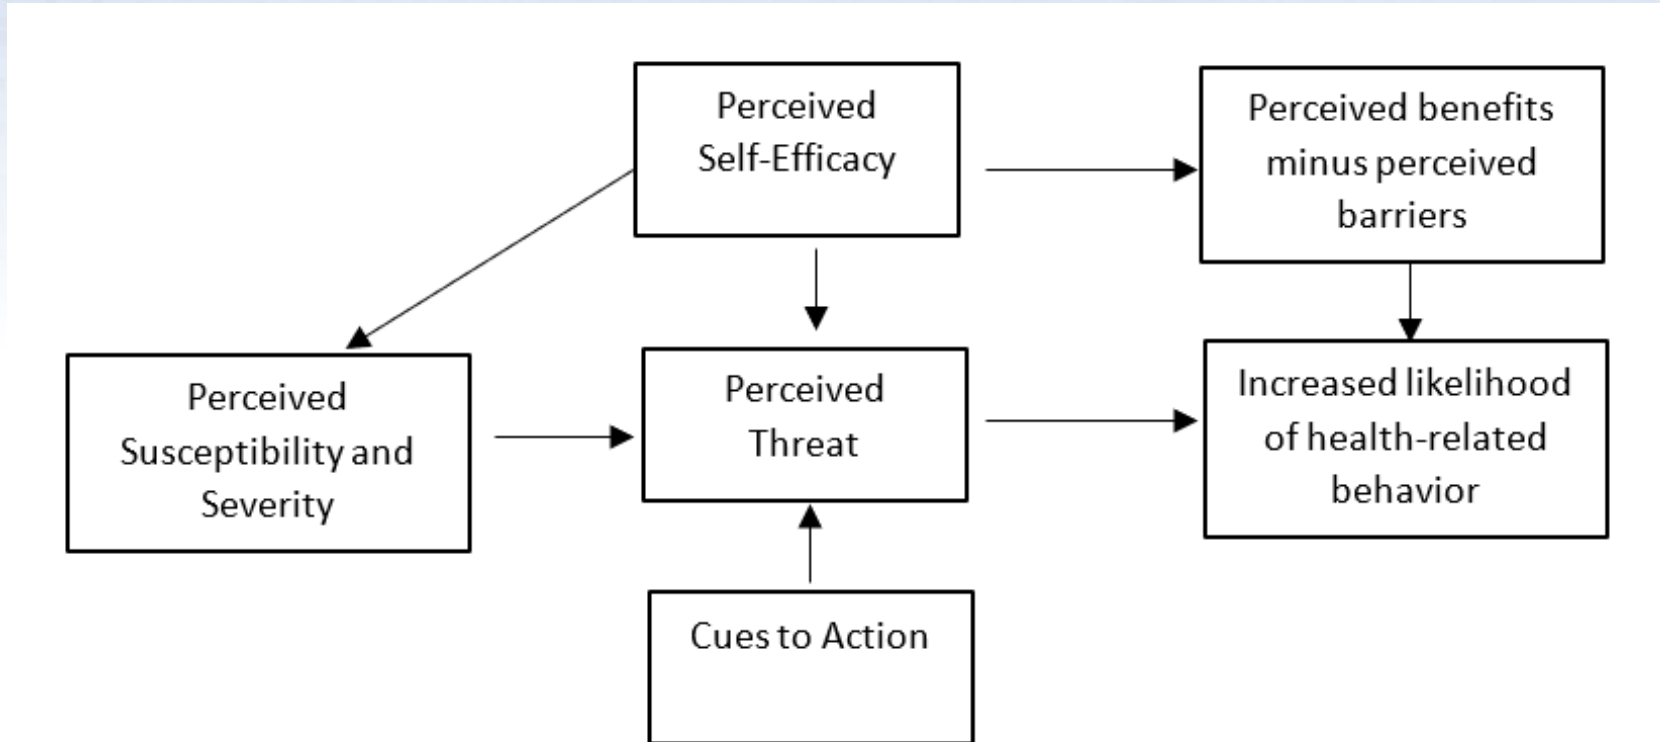 Perceived
Self-Efficacy
Perceived benefits
minus perceived
barriers
Perceived
Susceptibility and
Severity
Perceived
Threat
Increased likelihood
of health-related
behavior
Cues to Action